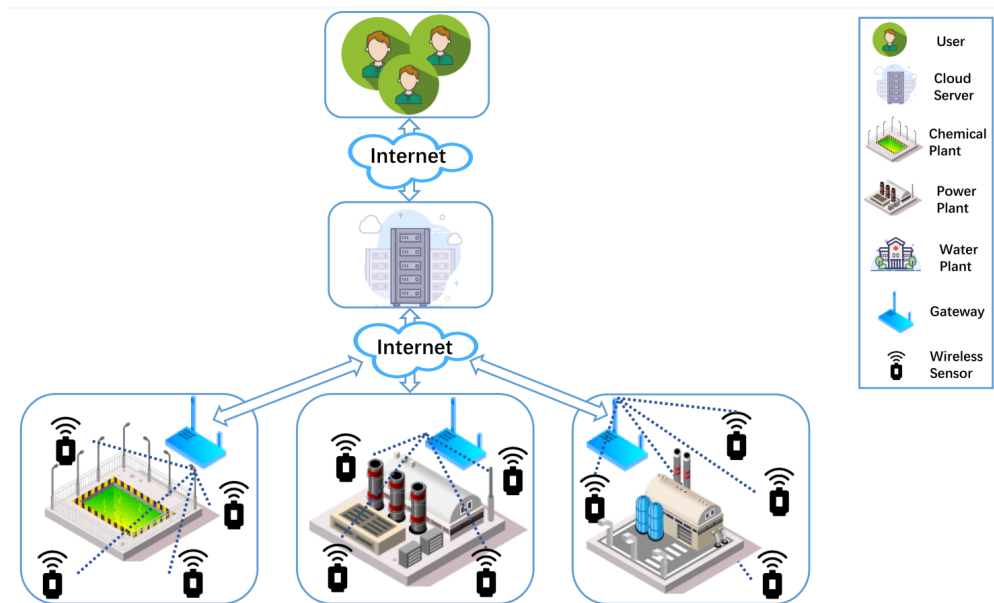 Internet
Internet
User
Cloud
Server
Chemical
Plant
Power
Plant
Water
Plant
Gateway
Wireless
Sensor